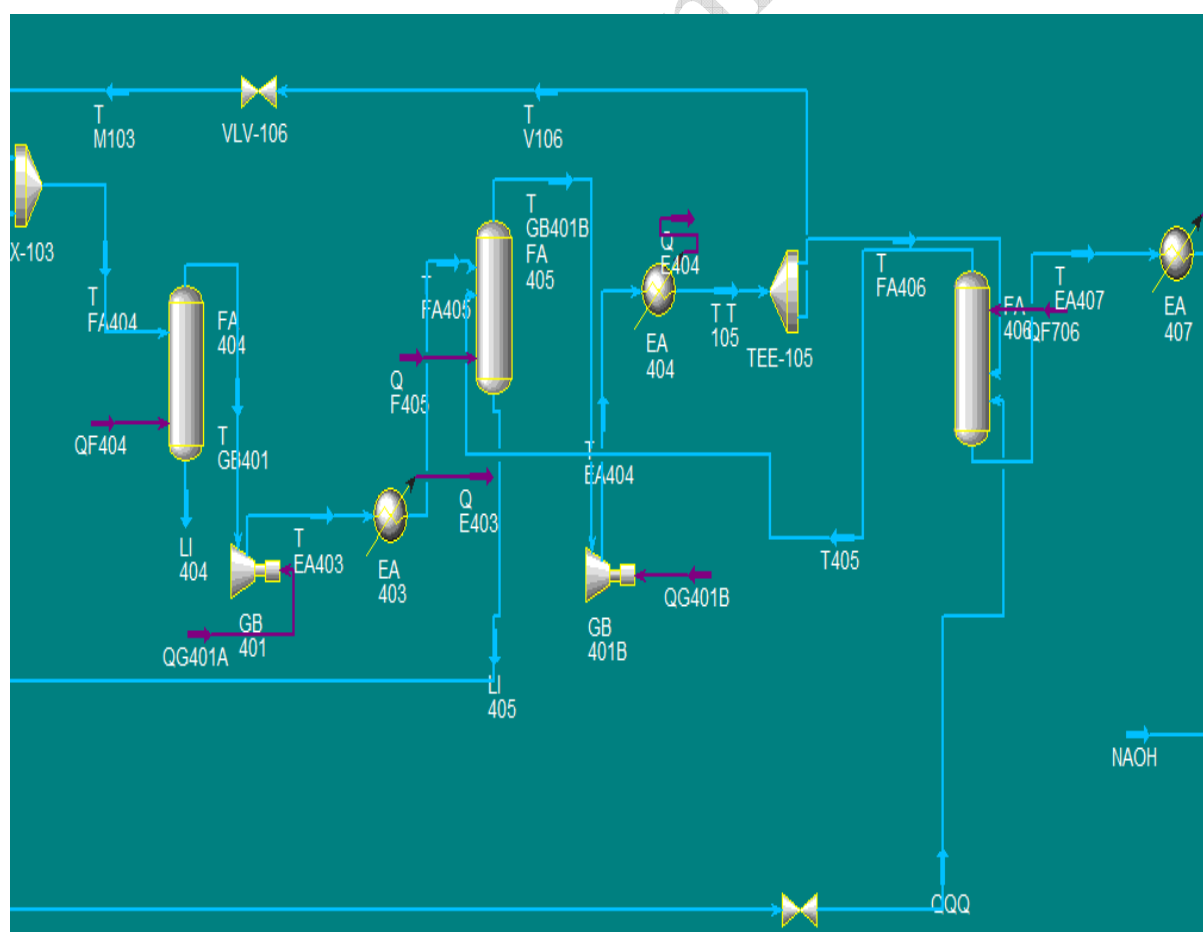 T
M103
VLV-106
T
V106
X-103
T
GB401B
FA
405
Q
E404
T
FA404
FA
404
T
FA405
T T
105
TEE-105
EA
404
T
FA406
FA
406
QF706
T
EA407
EA
407
Q
F405
QF404
T
GB401
T
EA404
Q
E403
LI
404
T
EA403
EA
403
T405
GB
401
QG401A
GB
401B
QG401B
LI
405
NAOH
QQQ